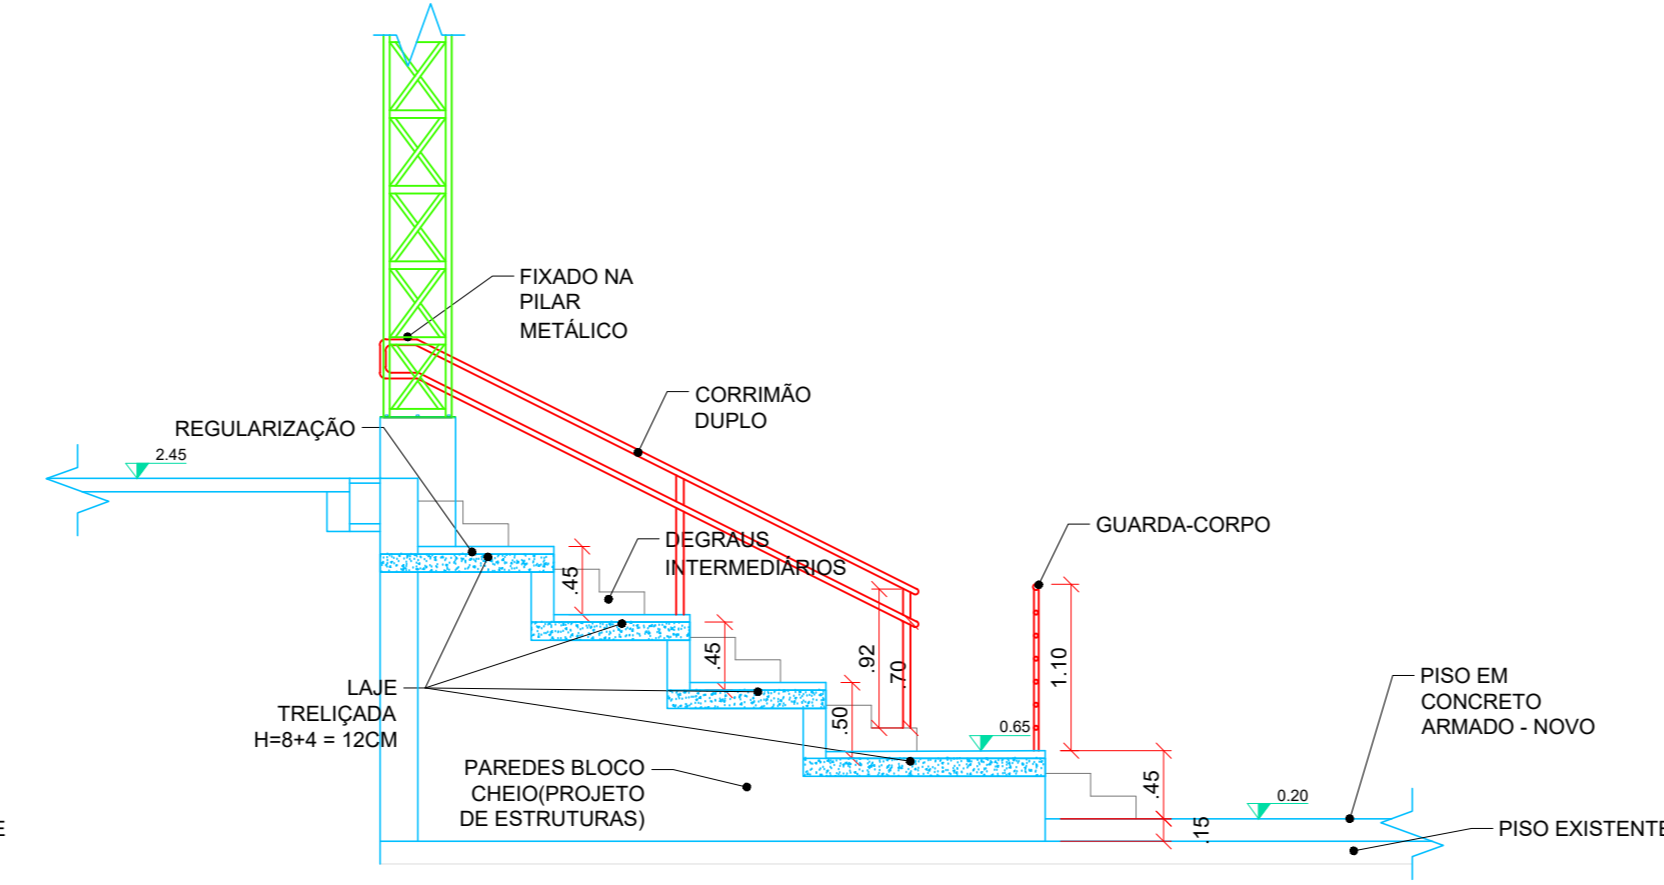 FIXADO NA
PILAR
METÁLICO
CORRIMÃO
DUPLO
REGULARIZAÇÃO
2.45
GUARDA-CORPO
DEGRAUS
INTERMEDIÁRIOS
.45
.45
.50
.92
.70
1.10
LAJE
TRELIÇADA
H=8+4 = 12CM
PISO EM
CONCRETO
ARMADO - NOVO
0.65
PAREDES BLOCO
CHEIO(PROJETO
DE ESTRUTURAS)
.45
0.20
.15
E
PISO EXISTENTE